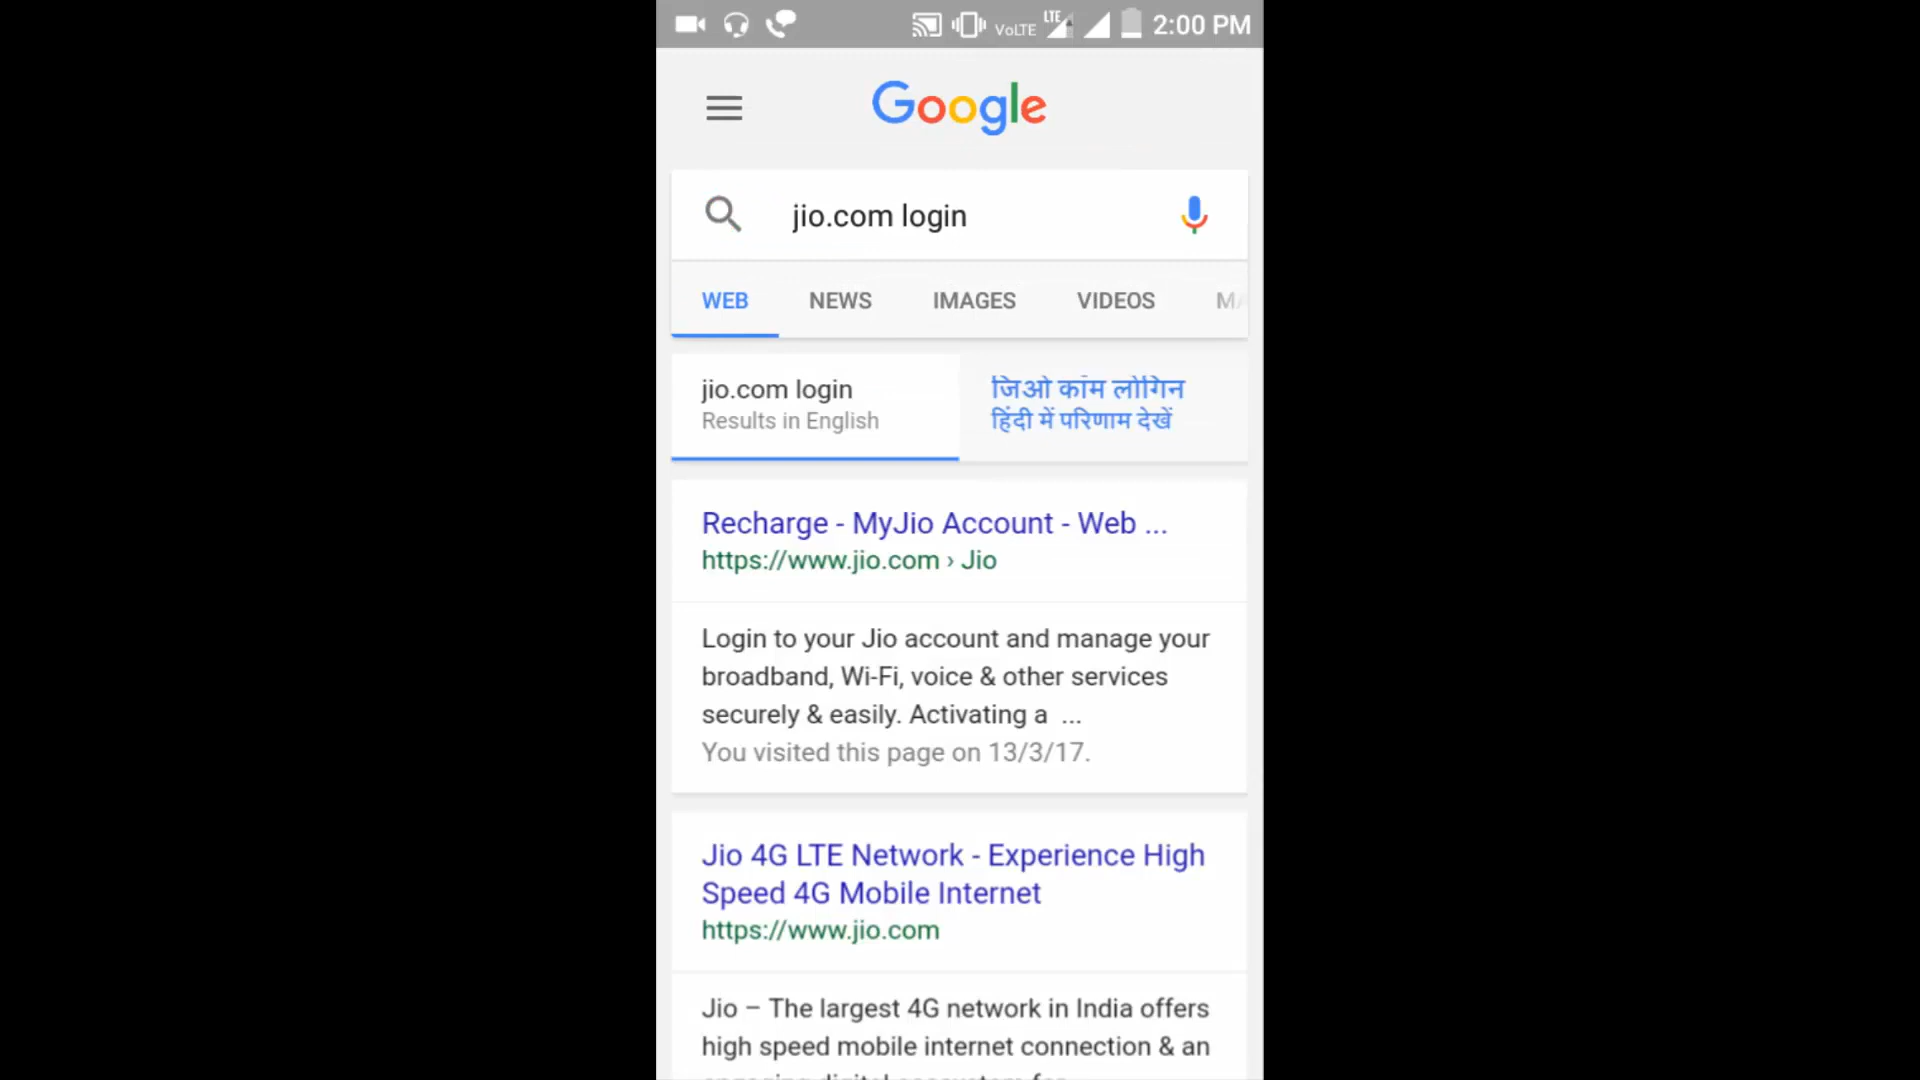 VoLTE LTE 2:00 PM
Google
jio.com login
WEB NEWS IMAGES VIDEOS
jio.com login
Results in English
जिओ कॉम लोगिन
हिंदी में परिणाम देखें
Recharge - MyJio Account - Web ...
https://www.jio.com › Jio
Login to your Jio account and manage your
broadband, Wi-Fi, voice & other services
securely & easily. Activating a ...
You visited this page on 13/3/17.
Jio 4G LTE Network - Experience High
Speed 4G Mobile Internet
https://www.jio.com
Jio – The largest 4G network in India offers
high speed mobile internet connection & an